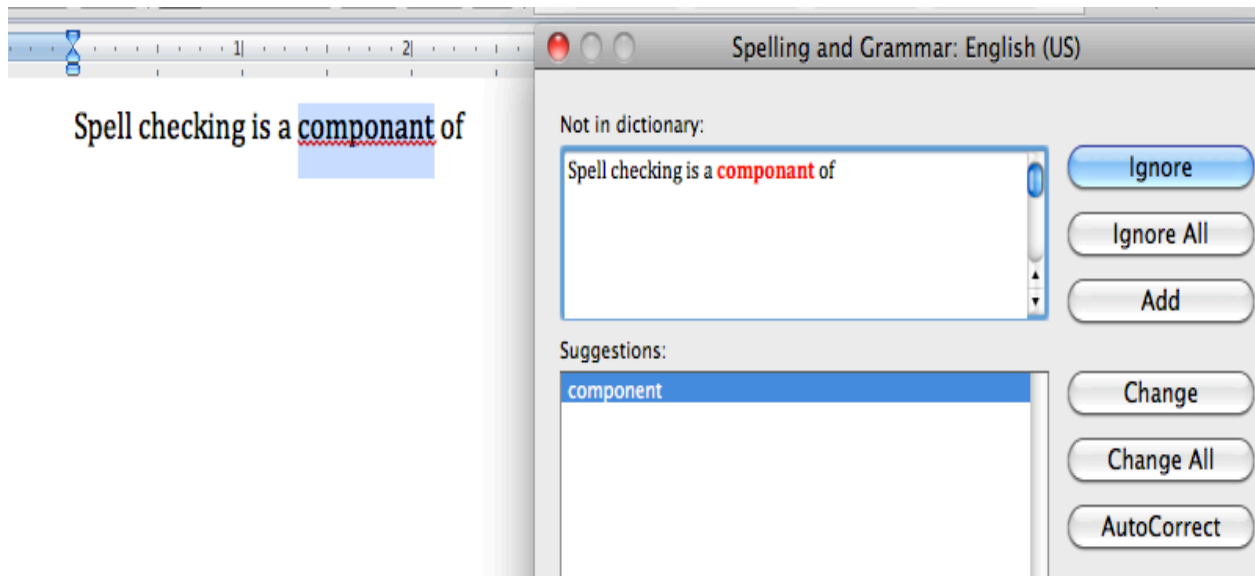 1 2
Spelling and Grammar: English (US)
Spell checking is a componant of
Not in dictionary:
Spell checking is a componant of
Ignore
Ignore All
Add
Suggestions:
component
Change
Change All
AutoCorrect